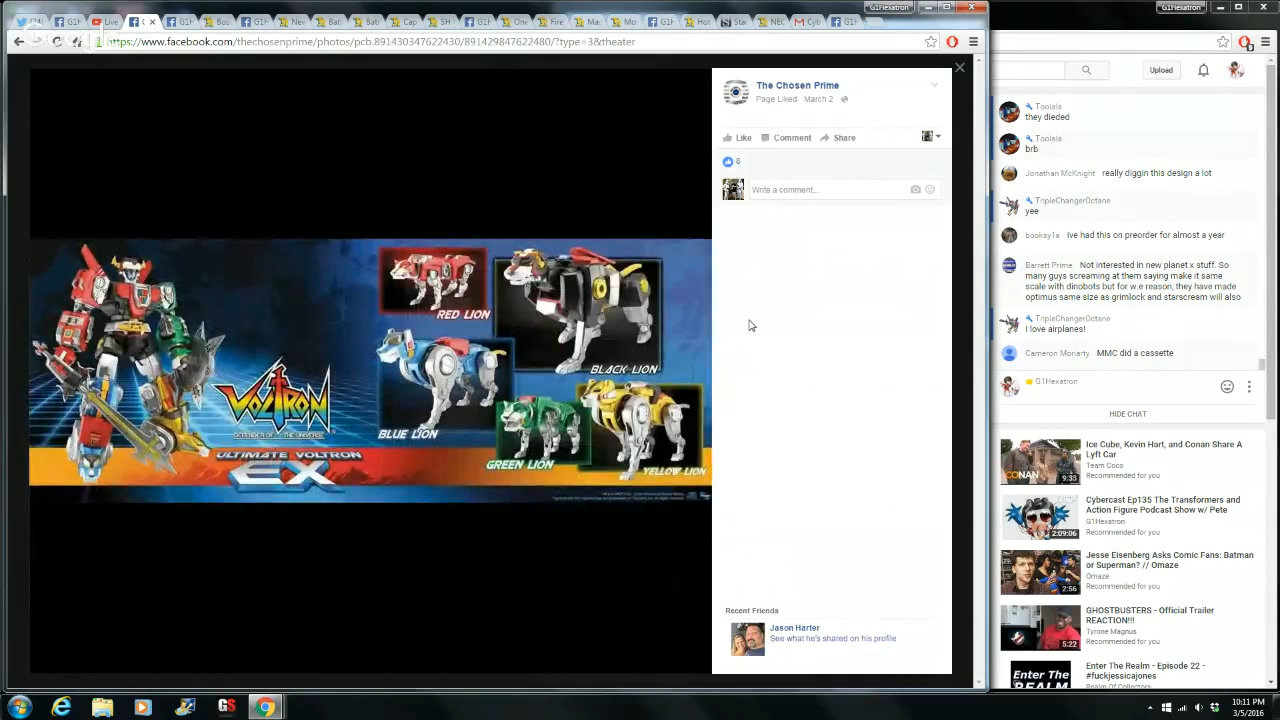 G1Hexatron
G1Hexatron
Live
https://www.facebook.com/thechosenprime/photos/pcb.891430347622430/891429847622480/?type=3&theater
The Chosen Prime
Page Liked March 2
Like Comment Share
6
Write a comment...
RED LION
BLACK LION
BLUE LION
GREEN LION
YELLOW LION
VOLTRON
DEFENDER OF THE UNIVERSE
ULTIMATE VOLTRON
EX
Recent Friends
Jason Harter
See what he's shared on his profile
Upload
Toolala
they dieded
Toolala
brb
Jonathan McKnight really diggin this design a lot
TripleChangerOctane
yee
booksy1a Ive had this on preorder for almost a year
Barrett Prime Not interested in new planet x stuff. So
many guys screaming at them saying make it same
scale with dinobots but for w.e reason, they have made
optimus same size as grimlock and starscream will also
TripleChangerOctane
I love airplanes!
Cameron Moriarty MMC did a cassette
G1Hexatron
HIDE CHAT
Ice Cube, Kevin Hart, and Conan Share A
Lyft Car
Team Coco
Recommended for you
CONAN
9:33
Cybercast Ep135 The Transformers and
Action Figure Podcast Show w/ Pete
G1Hexatron
Recommended for you
2:09:06
Jesse Eisenberg Asks Comic Fans: Batman
or Superman? // Omaze
Omaze
Recommended for you
2:56
GHOSTBUSTERS - Official Trailer
REACTION!!!
Tyrone Magnus
Recommended for you
5:22
Enter The Realm - Episode 22 -
#fuckjessicajones
Realm Of Collectors
Enter The
REALM
GS
10:11 PM
3/5/2016